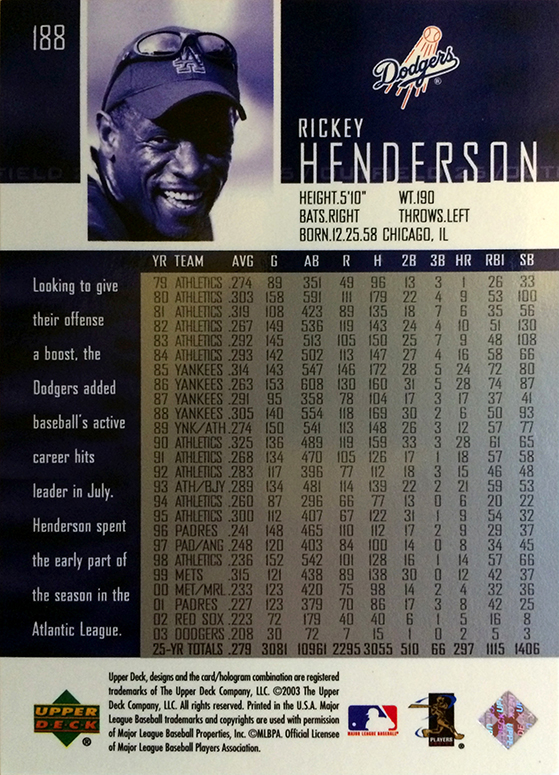 188
Dodgers®
RICKEY
HENDERSON
HEIGHT.5'10" WT.190
BATS.RIGHT THROWS.LEFT
BORN.12.25.58 CHICAGO, IL
Looking to give
their offense
a boost, the
Dodgers added
baseball's active
career hits
leader in July.
Henderson spent
the early part of
the season in the
Atlantic League.
YR TEAM AVG G AB R H 2B 3B HR RBI SB
79 ATHLETICS .274 89 351 49 96 13 3 1 26 33
80 ATHLETICS .303 158 591 111 179 22 4 9 53 100
81 ATHLETICS .319 108 423 89 135 18 7 6 35 56
82 ATHLETICS .267 149 536 119 143 24 4 10 51 130
83 ATHLETICS .292 145 513 105 150 25 7 9 48 108
84 ATHLETICS .293 142 502 113 147 27 4 16 58 66
85 YANKEES .314 143 547 146 172 28 5 24 72 80
86 YANKEES .263 153 608 130 160 31 5 28 74 87
87 YANKEES .291 95 358 78 104 17 3 17 37 41
88 YANKEES .305 140 554 118 169 30 2 6 50 93
89 YNK/ATH .274 150 541 113 148 26 3 12 57 77
90 ATHLETICS .325 136 489 119 159 33 3 28 61 65
91 ATHLETICS .268 134 470 105 126 17 1 18 57 58
92 ATHLETICS .283 117 396 77 112 18 3 15 46 48
93 ATH/BJY .289 134 481 114 139 22 2 21 59 53
94 ATHLETICS .260 87 296 66 77 13 0 6 20 22
95 ATHLETICS .300 112 407 67 122 31 1 9 54 32
96 PADRES .241 148 465 110 112 17 2 9 29 37
97 PAD/ANG .248 120 403 84 100 14 0 8 34 45
98 ATHLETICS .236 152 542 101 128 16 1 14 57 66
99 METS .315 121 438 89 138 30 0 12 42 37
00 MET/MRL .233 123 420 75 98 14 2 4 32 36
01 PADRES .227 123 379 70 86 17 3 8 42 25
02 RED SOX .223 72 179 40 40 6 1 5 16 8
03 DODGERS .208 30 72 7 15 1 0 2 5 3
25-YR TOTALS .279 3081 10961 2295 3055 510 66 297 1115 1406
Upper Deck, designs and the card/hologram combination are registered
trademarks of The Upper Deck Company, LLC. ©2003 The Upper
Deck Company, LLC. All rights reserved. Printed in the U.S.A. Major
League Baseball trademarks and copyrights are used with permission
of Major League Baseball Properties, Inc. ©MLBPA. Official Licensee
of Major League Baseball Players Association.
UPPER
DECK®
MAJOR LEAGUE BASEBALL®
PLAYERS